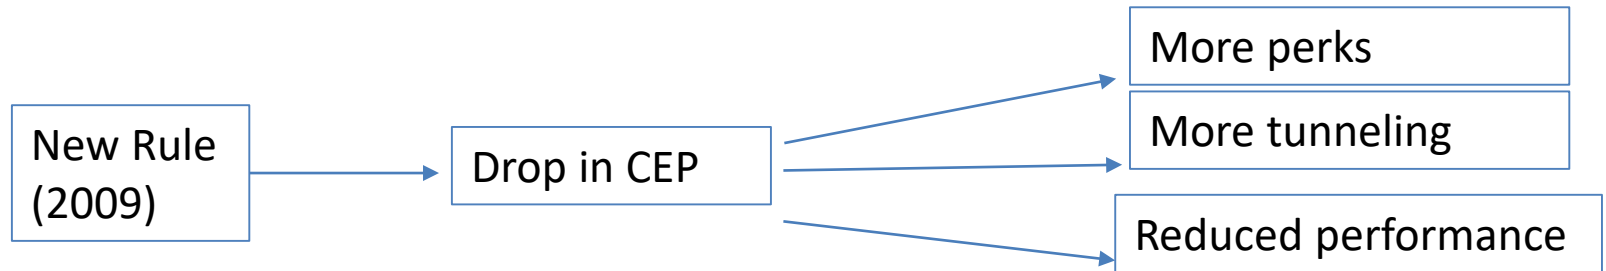 New Rule
(2009)
Drop in CEP
More perks
More tunneling
Reduced performance